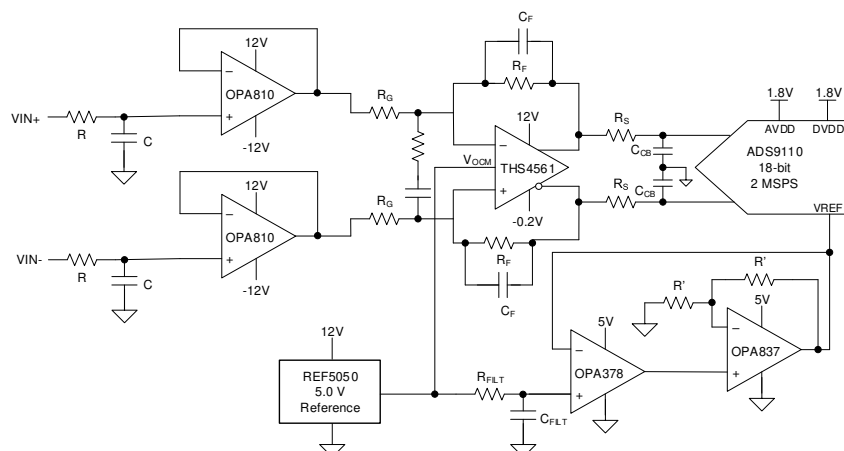 VIN+
R
C
12V
−
+
OPA810
-12V
RG
CF
RF
12V
−
+
VOCM
THS4561
-0.2V
RS
CCB
CCB
RS
1.8V
1.8V
AVDD
DVDD
ADS9110
18-bit
2 MSPS
VREF
VIN-
R
C
12V
−
+
OPA810
-12V
RG
RF
CF
12V
REF5050
5.0 V
Reference
RFILT
CFILT
5V
−
+
OPA378
R'
R'
5V
−
+
OPA837